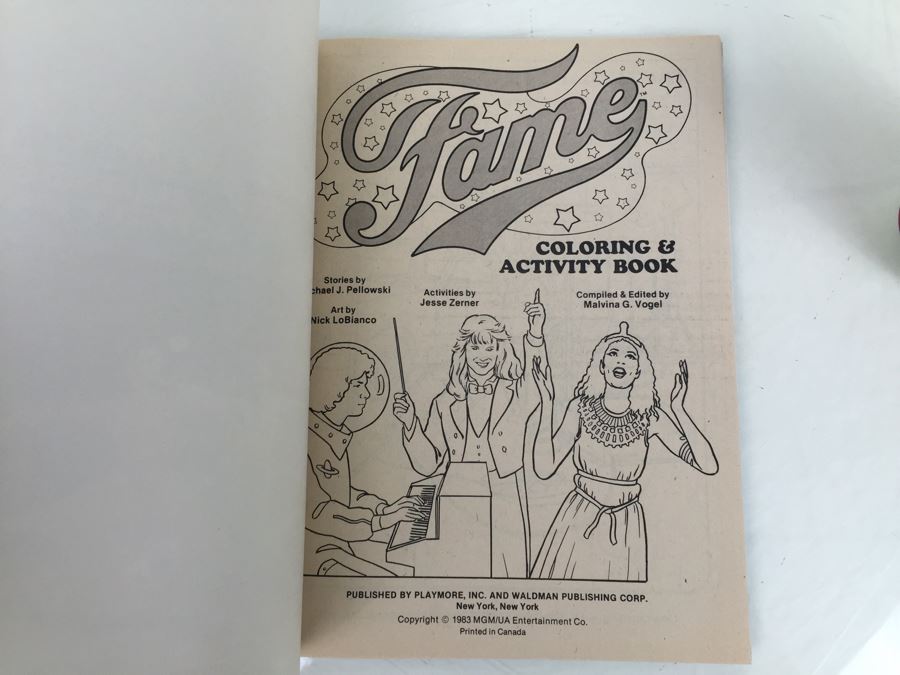 Fame™
COLORING &
ACTIVITY BOOK
Stories by
chael J. Pellowski
Art by
Nick LoBianco
Activities by
Jesse Zerner
Compiled & Edited by
Malvina G. Vogel
PUBLISHED BY PLAYMORE, INC. AND WALDMAN PUBLISHING CORP.
New York, New York
Copyright © 1983 MGM/UA Entertainment Co.
Printed in Canada